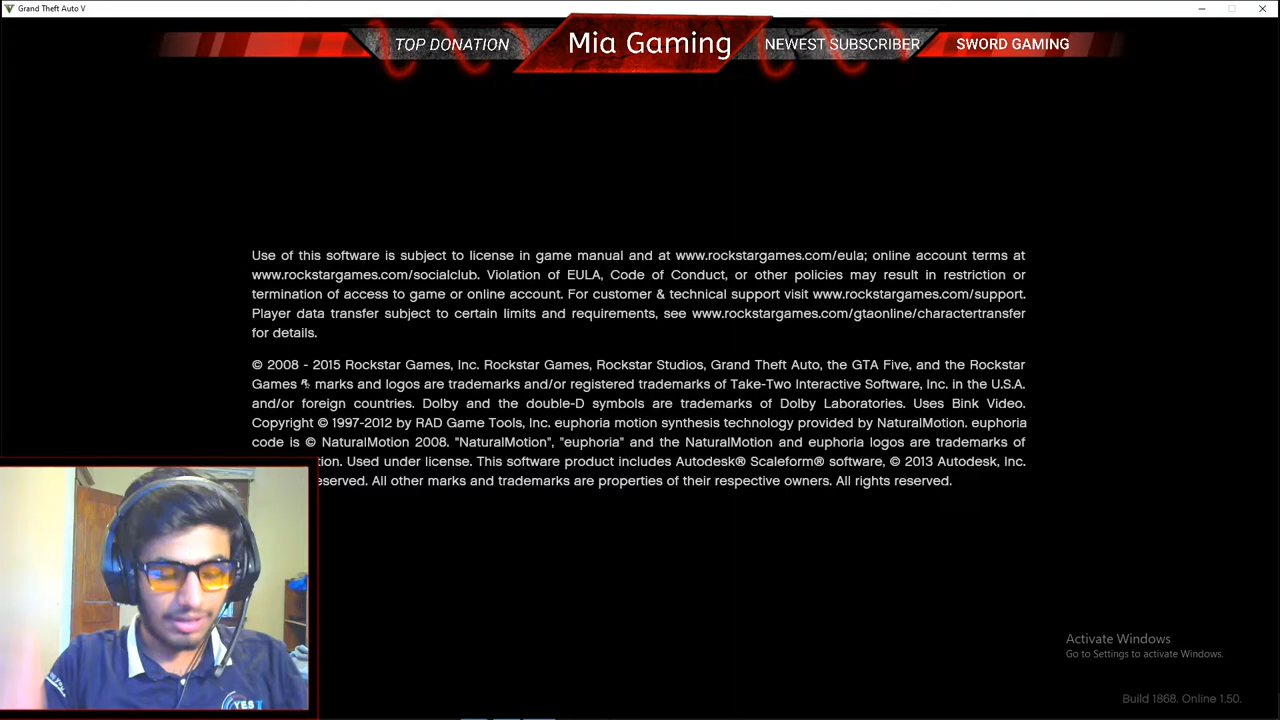 Grand Theft Auto V
TOP DONATION
Mia Gaming
NEWEST SUBSCRIBER
SWORD GAMING
Use of this software is subject to license in game manual and at www.rockstargames.com/eula; online account terms at
www.rockstargames.com/socialclub. Violation of EULA, Code of Conduct, or other policies may result in restriction or
termination of access to game or online account. For customer & technical support visit www.rockstargames.com/support.
Player data transfer subject to certain limits and requirements, see www.rockstargames.com/gtaonline/charactertransfer
for details.
© 2008 - 2015 Rockstar Games, Inc. Rockstar Games, Rockstar Studios, Grand Theft Auto, the GTA Five, and the Rockstar
Games marks and logos are trademarks and/or registered trademarks of Take-Two Interactive Software, Inc. in the U.S.A.
and/or foreign countries. Dolby and the double-D symbols are trademarks of Dolby Laboratories. Uses Bink Video.
Copyright © 1997-2012 by RAD Game Tools, Inc. euphoria motion synthesis technology provided by NaturalMotion. euphoria
code is © NaturalMotion 2008. "NaturalMotion", "euphoria" and the NaturalMotion and euphoria logos are trademarks of
tion. Used under license. This software product includes Autodesk® Scaleform® software, © 2013 Autodesk, Inc.
eserved. All other marks and trademarks are properties of their respective owners. All rights reserved.
Activate Windows
Go to Settings to activate Windows.
Build 1868. Online 1.50.
YES